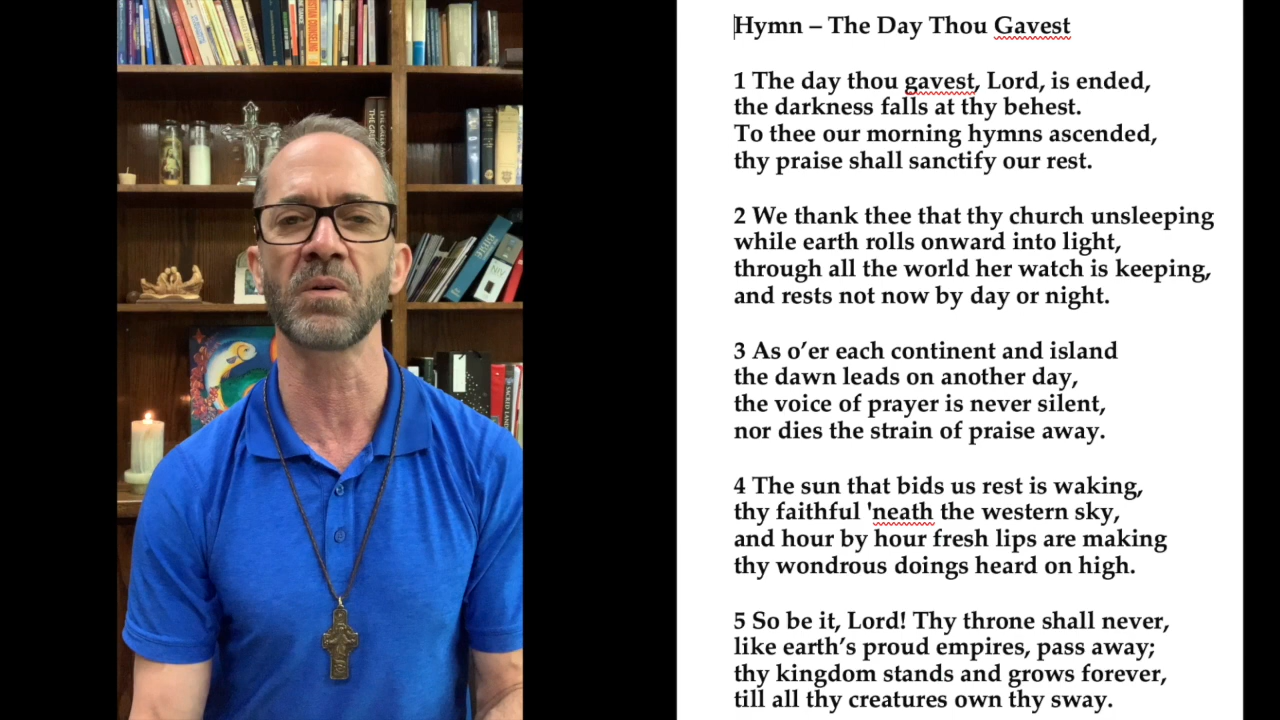 Hymn – The Day Thou Gavest
1 The day thou gavest, Lord, is ended,
the darkness falls at thy behest.
To thee our morning hymns ascended,
thy praise shall sanctify our rest.
2 We thank thee that thy church unsleeping
while earth rolls onward into light,
through all the world her watch is keeping,
and rests not now by day or night.
3 As o’er each continent and island
the dawn leads on another day,
the voice of prayer is never silent,
nor dies the strain of praise away.
4 The sun that bids us rest is waking,
thy faithful 'neath the western sky,
and hour by hour fresh lips are making
thy wondrous doings heard on high.
5 So be it, Lord! Thy throne shall never,
like earth’s proud empires, pass away;
thy kingdom stands and grows forever,
till all thy creatures own thy sway.
NIV